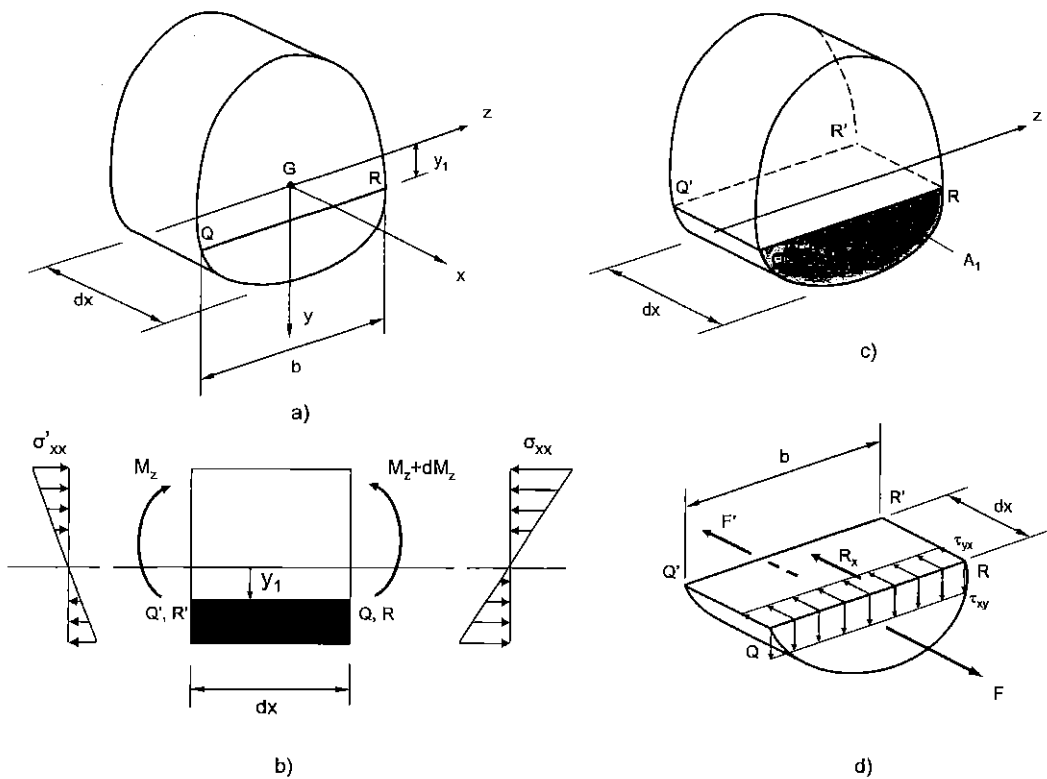 z
y₁
G
R
Q
x
dx
y
b
a)
z
R'
Q'
R
A₁
dx
c)
σ'xx
Mz
Mz+dMz
σxx
y₁
Q', R'
Q, R
dx
b)
b
R'
dx
F'
Rx
τyx
Q'
R
τxy
Q
F
d)